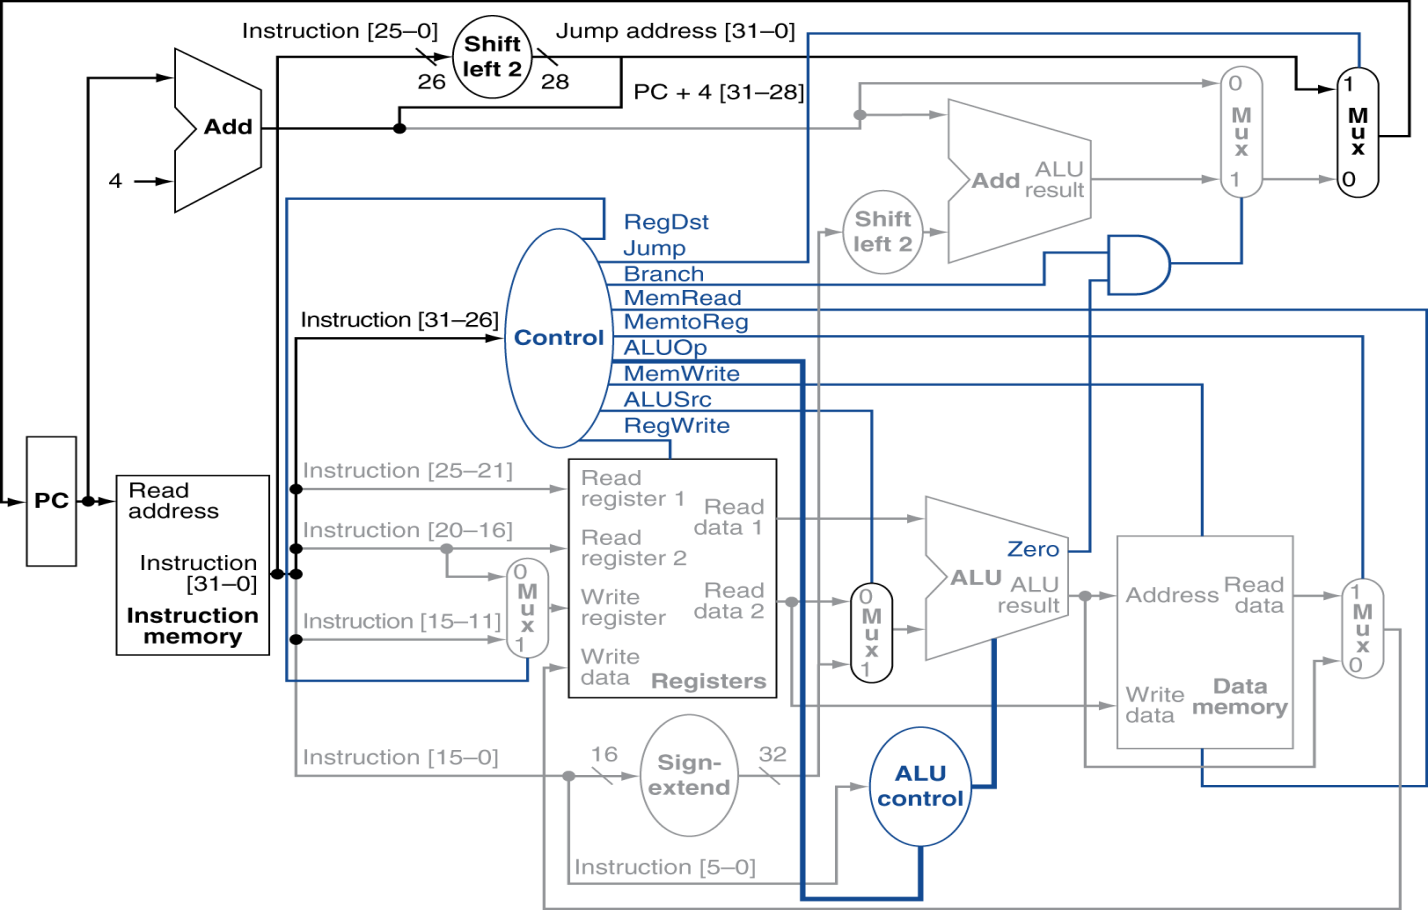 Instruction [25–0]
Shift
left 2
Jump address [31–0]
26
28
PC + 4 [31–28]
Add
4
0
M
u
x
1
1
M
u
x
0
Add
ALU
result
Shift
left 2
RegDst
Jump
Branch
MemRead
MemtoReg
ALUOp
MemWrite
ALUSrc
RegWrite
Instruction [31–26]
Control
PC
Read
address
Instruction
[31–0]
Instruction
memory
Instruction [25–21]
Instruction [20–16]
Instruction [15–11]
0
M
u
x
1
Read
register 1
Read
register 2
Write
register
Write
data
Read
data 1
Read
data 2
Registers
0
M
u
x
1
Zero
ALU
ALU
result
Address
Read
data
Write
data
Data
memory
1
M
u
x
0
Instruction [15–0]
16
Sign-
extend
32
ALU
control
Instruction [5–0]